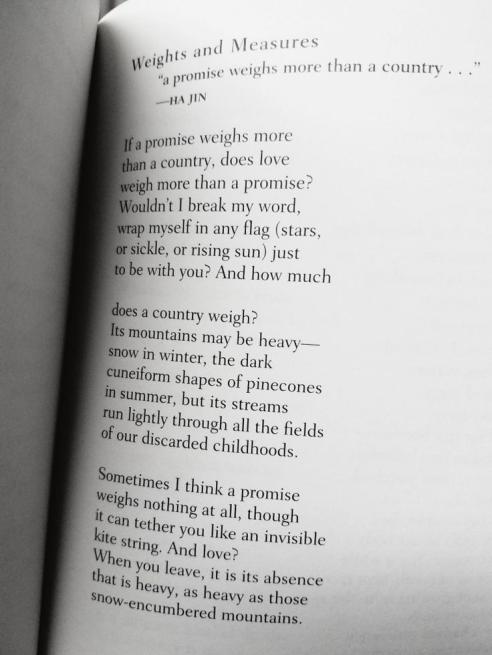 Weights and Measures
“a promise weighs more than a country . . .”
—HA JIN
If a promise weighs more
than a country, does love
weigh more than a promise?
Wouldn’t I break my word,
wrap myself in any flag (stars,
or sickle, or rising sun) just
to be with you? And how much
does a country weigh?
Its mountains may be heavy—
snow in winter, the dark
cuneiform shapes of pinecones
in summer, but its streams
run lightly through all the fields
of our discarded childhoods.
Sometimes I think a promise
weighs nothing at all, though
it can tether you like an invisible
kite string. And love?
When you leave, it is its absence
that is heavy, as heavy as those
snow-encumbered mountains.